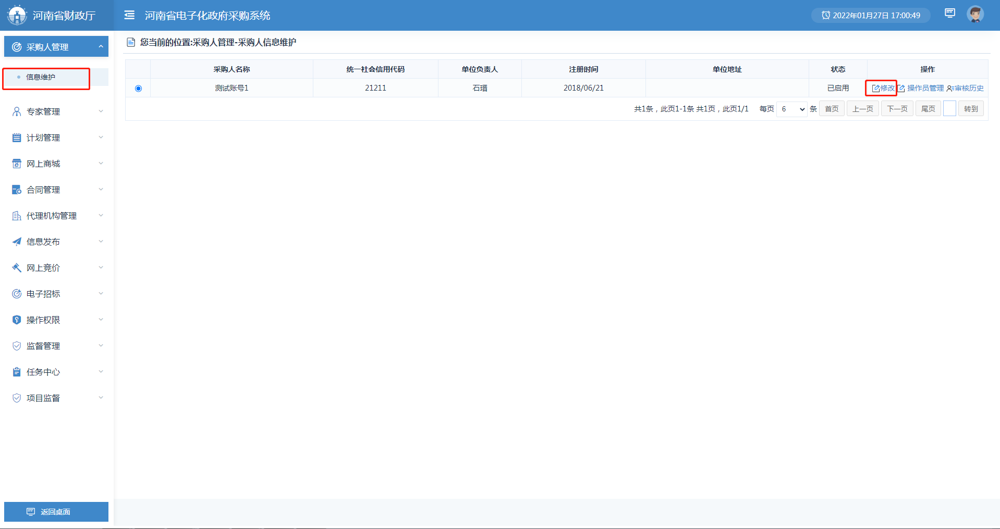 河南省财政厅
河南省电子化政府采购系统
2022年01月27日 17:00:49
采购人管理
信息维护
专家管理
计划管理
网上商城
合同管理
代理机构管理
信息发布
网上竞价
电子招标
操作权限
监督管理
任务中心
项目监督
返回桌面
您当前的位置:采购人管理-采购人信息维护
采购人名称 统一社会信用代码 单位负责人 注册时间 单位地址 状态 操作
测试账号1 21211 石瑨 2018/06/21 已启用 修改 操作员管理 审核历史
共1条，此页1-1条 共1页，此页1/1 每页 6 条 首页 上一页 下一页 尾页 转到